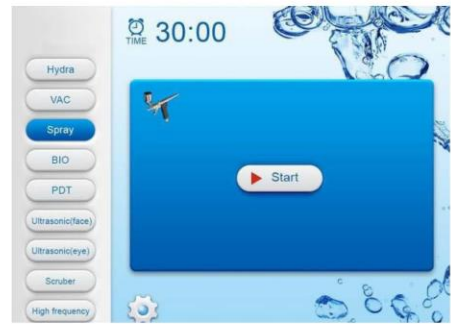 TIME 30:00
Hydra
VAC
Spray
BIO
PDT
Ultrasonic(face)
Ultrasonic(eye)
Scruber
High frequency
Start